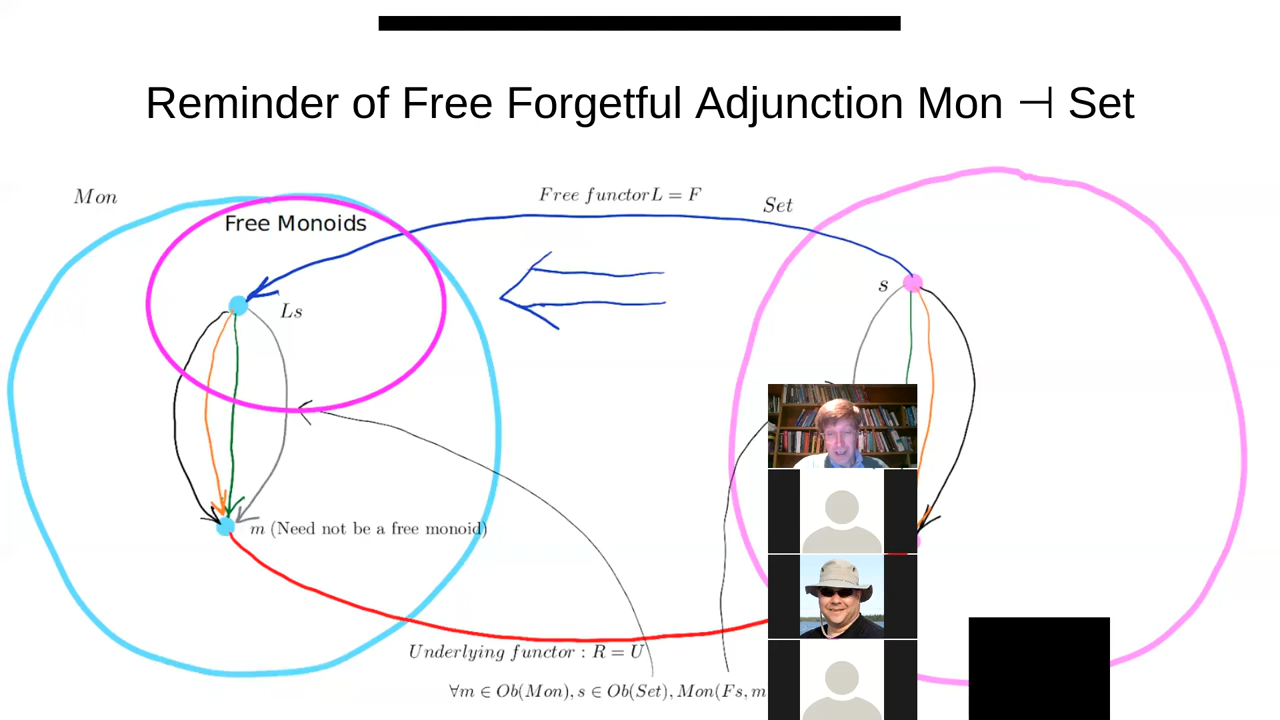 Reminder of Free Forgetful Adjunction Mon ⊣ Set
Mon
Free functor L = F
Set
Free Monoids
s
Ls
m (Need not be a free monoid)
Underlying functor : R = U
∀m ∈ Ob(Mon), s ∈ Ob(Set), Mon(Fs, m